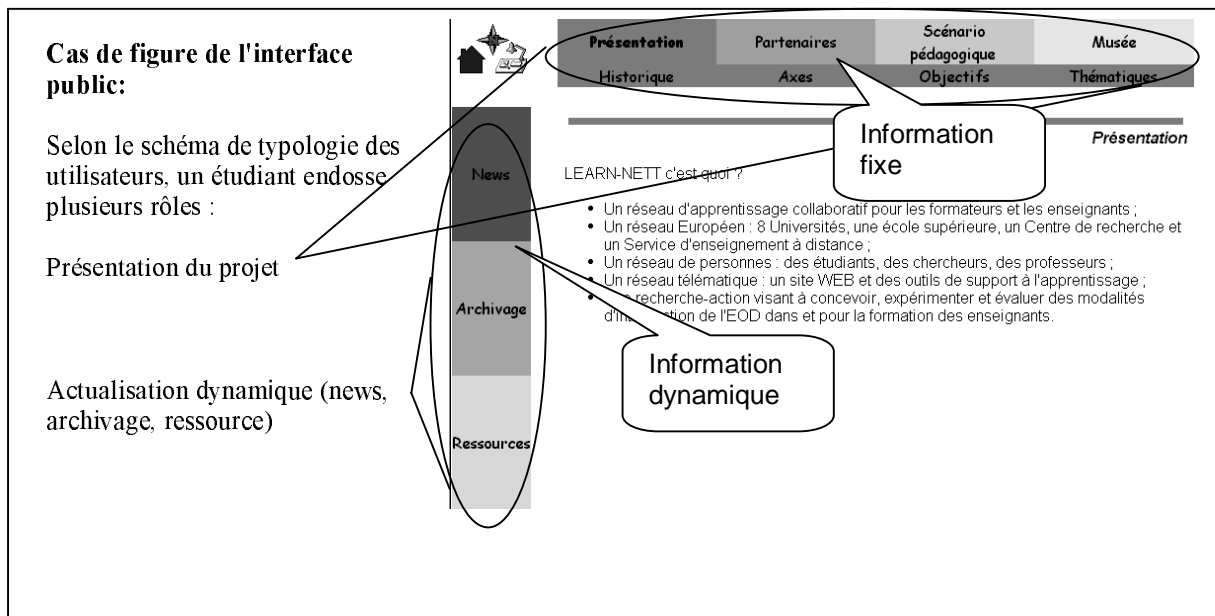 Cas de figure de l'interface
public:
Selon le schéma de typologie des
utilisateurs, un étudiant endosse
plusieurs rôles :
Présentation du projet
Actualisation dynamique (news,
archivage, ressource)
Présentation
Partenaires
Scénario
pédagogique
Musée
Historique
Axes
Objectifs
Thématiques
News
Archivage
Ressources
Information
fixe
Présentation
LEARN-NETT c'est quoi ?
• Un réseau d'apprentissage collaboratif pour les formateurs et les enseignants ;
• Un réseau Européen : 8 Universités, une école supérieure, un Centre de recherche et
un Service d'enseignement à distance ;
• Un réseau de personnes : des étudiants, des chercheurs, des professeurs ;
• Un réseau télématique : un site WEB et des outils de support à l'apprentissage ;
recherche-action visant à concevoir, expérimenter et évaluer des modalités
de l'EOD dans et pour la formation des enseignants.
Information
dynamique